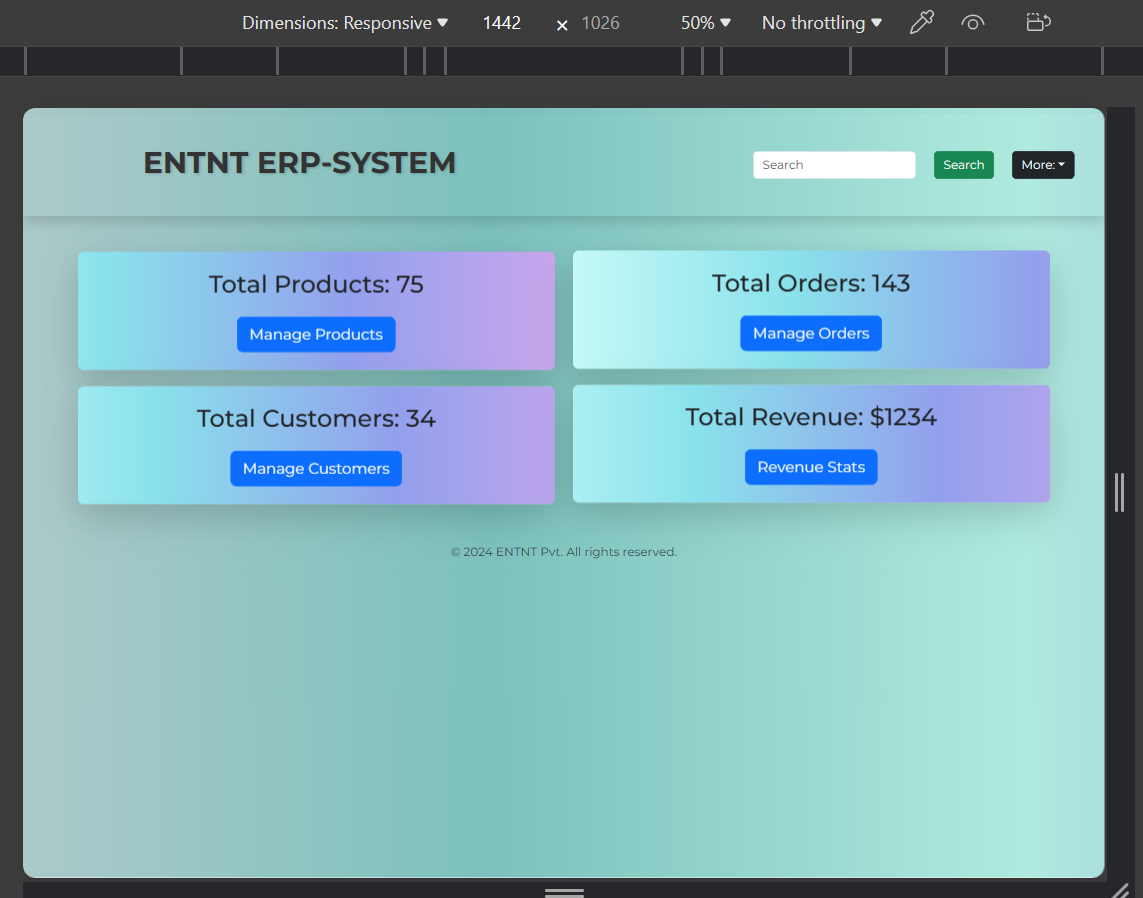 Dimensions: Responsive 1442 × 1026 50% No throttling
ENTNT ERP-SYSTEM
Search Search More:
Total Products: 75
Manage Products
Total Orders: 143
Manage Orders
Total Customers: 34
Manage Customers
Total Revenue: $1234
Revenue Stats
© 2024 ENTNT Pvt. All rights reserved.